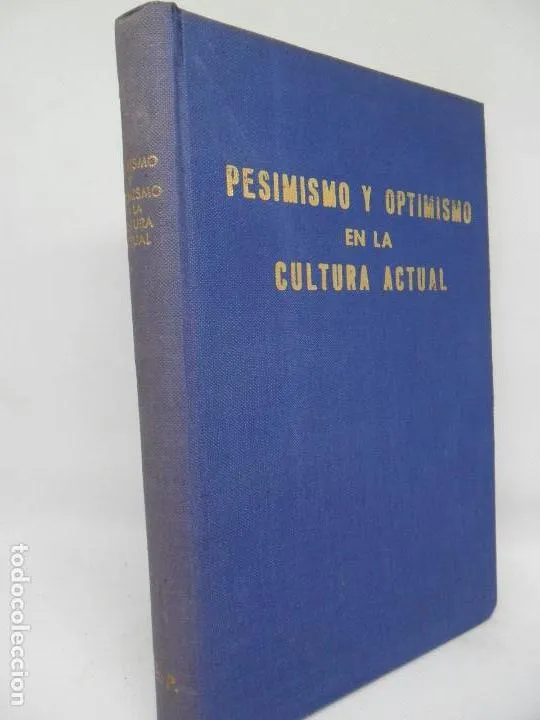 PESIMISMO Y OPTIMISMO
EN LA
CULTURA ACTUAL
todocoleccion